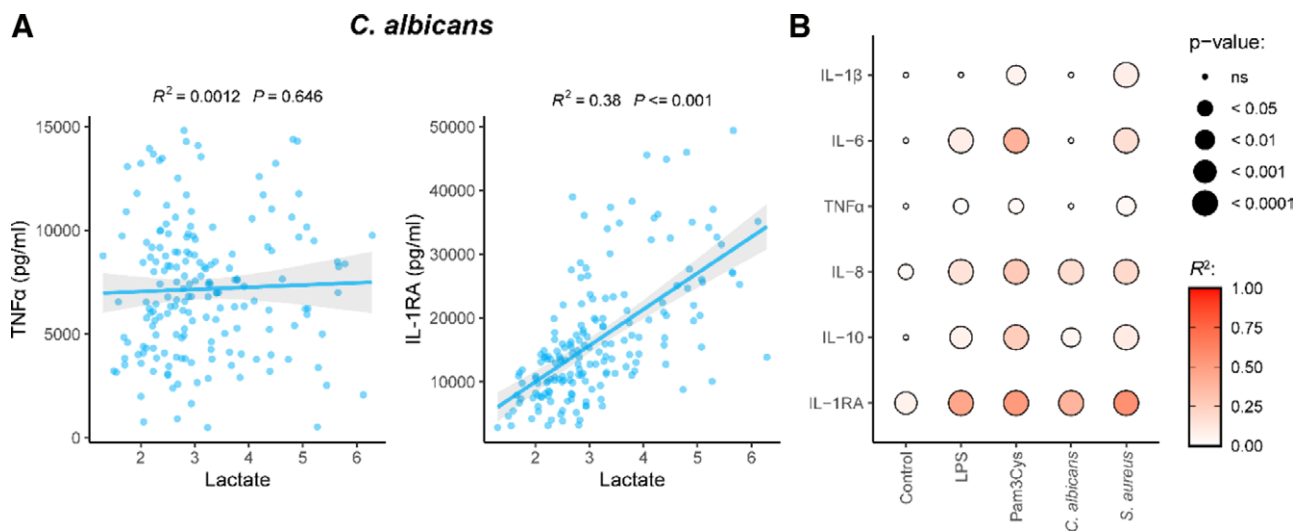 A
C. albicans
R² = 0.0012 P = 0.646
15000
10000
5000
0
TNFα (pg/ml)
2
3
4
5
6
Lactate
R² = 0.38 P <= 0.001
50000
40000
30000
20000
10000
IL-1RA (pg/ml)
2
3
4
5
6
Lactate
B
IL−1β
IL−6
TNFα
IL−8
IL−10
IL−1RA
Control
LPS
Pam3Cys
C. albicans
S. aureus
p−value:
ns
< 0.05
< 0.01
< 0.001
< 0.0001
R²:
1.00
0.75
0.50
0.25
0.00